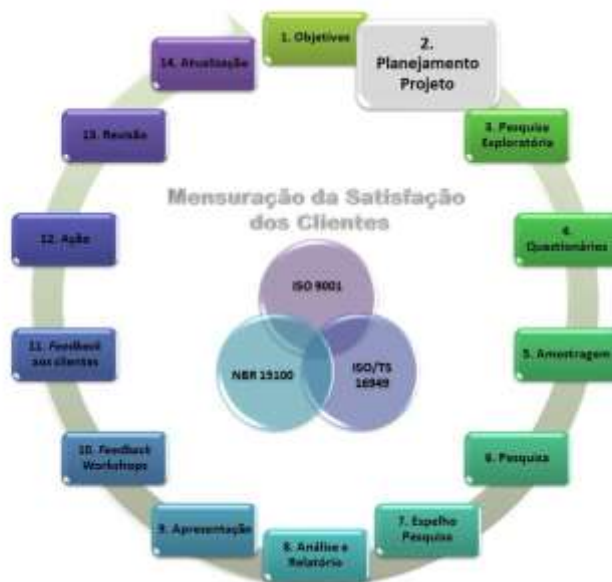 1. Objetivos
2.
Planejamento
Projeto
3. Pesquisa
Exploratória
4.
Questionários
5. Amostragem
6. Pesquisa
7. Espelho
Pesquisa
8. Análise e
Relatório
9. Apresentação
10. Feedback
Workshops
11. Feedback
aos clientes
12. Ação
13. Revisão
14. Atualização
Mensuração da Satisfação
dos Clientes
ISO 9001
NBR 15100
ISO/TS
16949